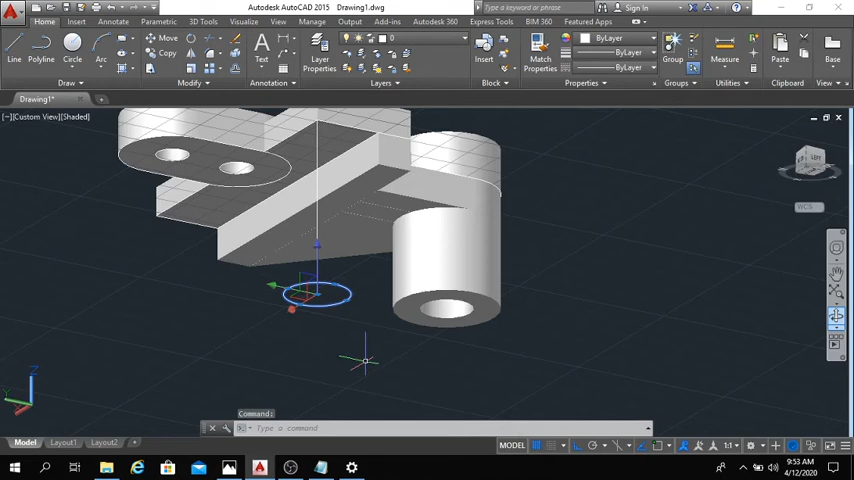 Autodesk AutoCAD 2015 Drawing1.dwg
Type a keyword or phrase
Sign In
Home Insert Annotate Parametric 3D Tools Visualize View Manage Output Add-ins Autodesk 360 Express Tools BIM 360 Featured Apps
Line Polyline Circle Arc
Move
Copy
Text
Layer
Properties
0
Insert
Match
Properties
ByLayer
ByLayer
ByLayer
Group
Measure
Paste
Base
Draw Modify Annotation Layers Block Properties Groups Utilities Clipboard View
Drawing1*
[−][Custom View][Shaded]
LEFT
WCS
Z
Y
X
Command:
Type a command
Model Layout1 Layout2
MODEL
1:1
9:53 AM
4/12/2020